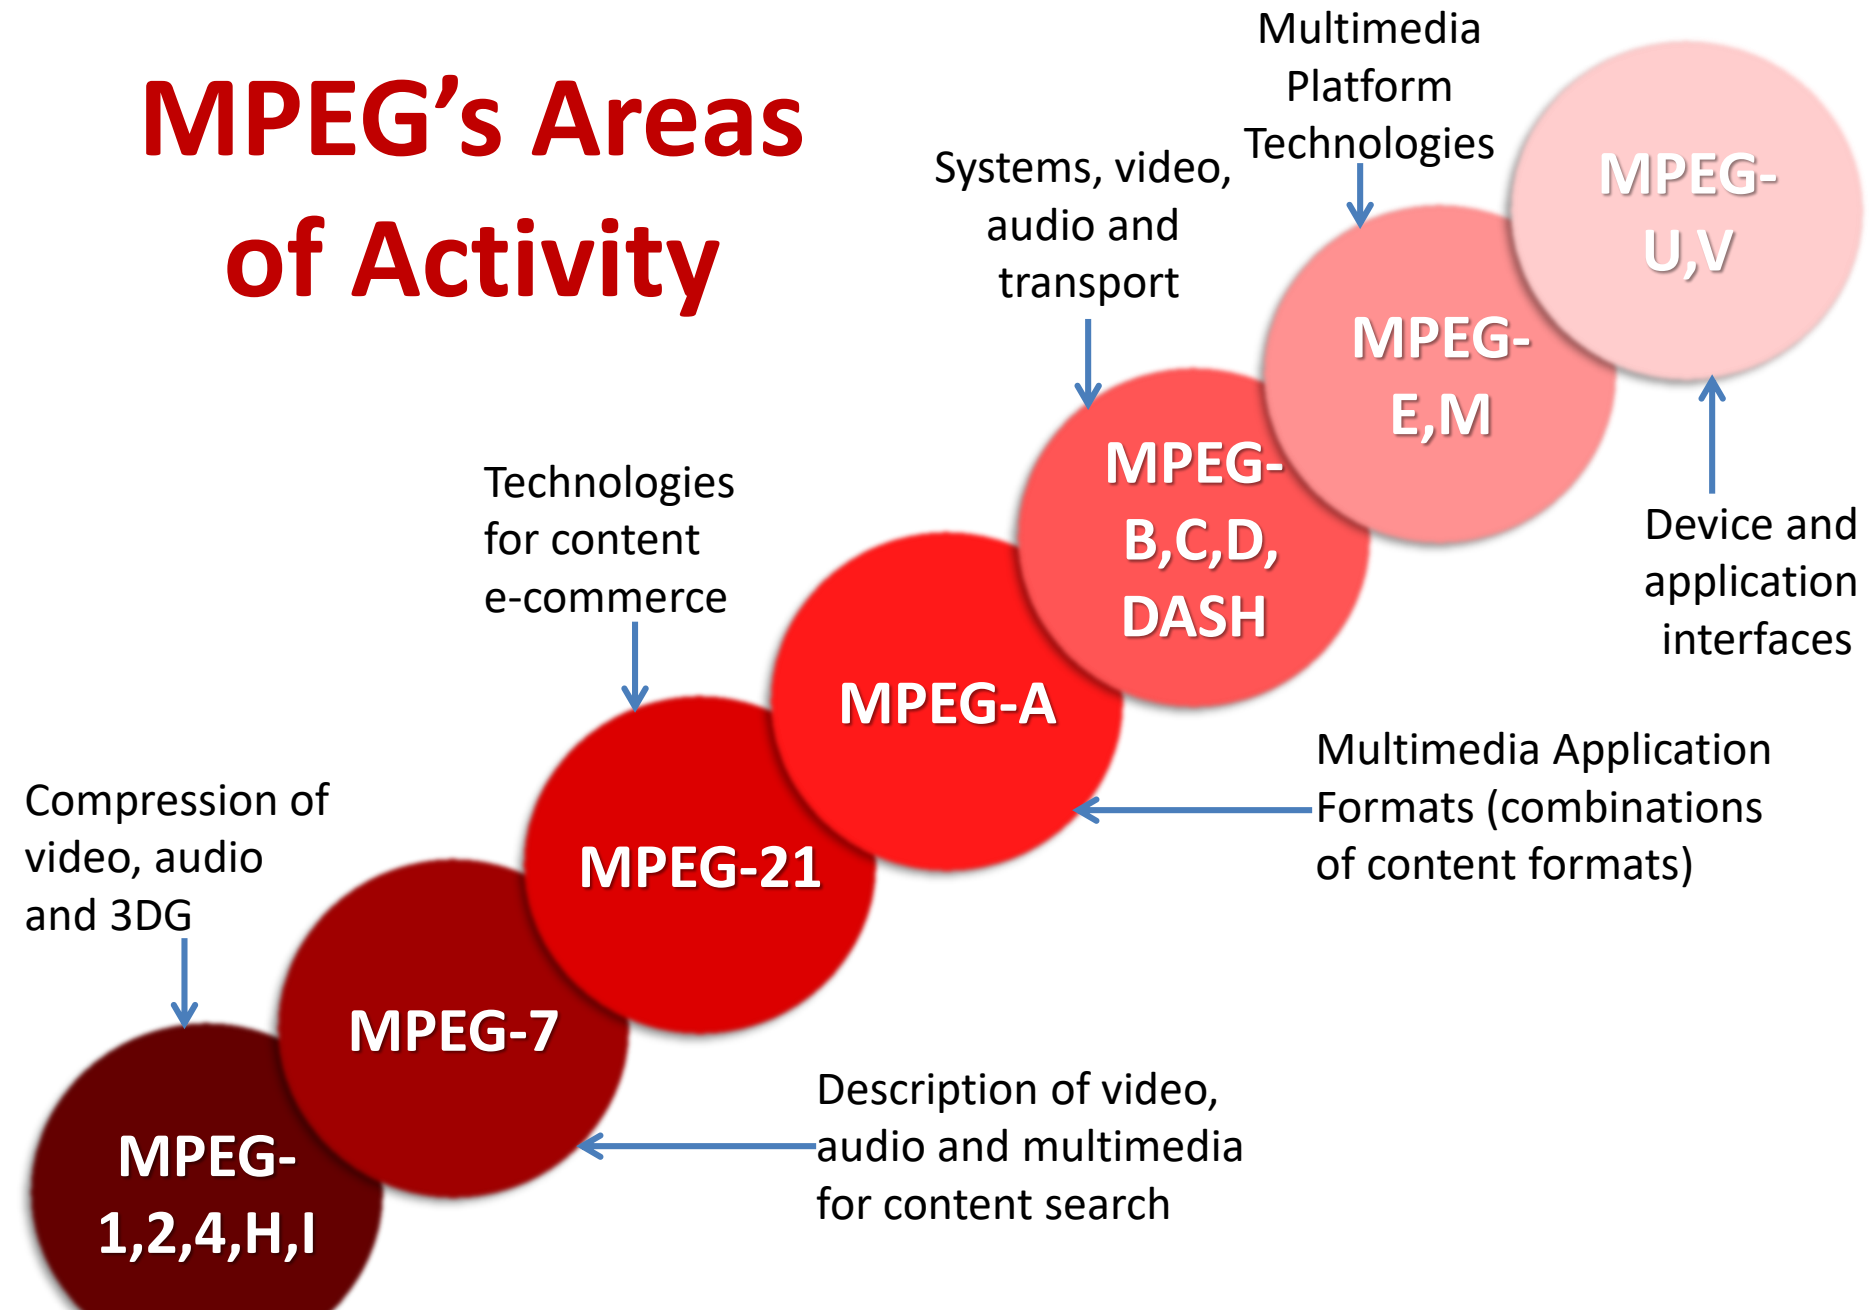 MPEG’s Areas
of Activity
Multimedia
Platform
Technologies
Systems, video,
audio and
transport
MPEG-
U,V
MPEG-
E,M
MPEG-
B,C,D,
DASH
Device and
application
interfaces
Technologies
for content
e-commerce
MPEG-A
Multimedia Application
Formats (combinations
of content formats)
MPEG-21
Compression of
video, audio
and 3DG
MPEG-7
Description of video,
audio and multimedia
for content search
MPEG-
1,2,4,H,I